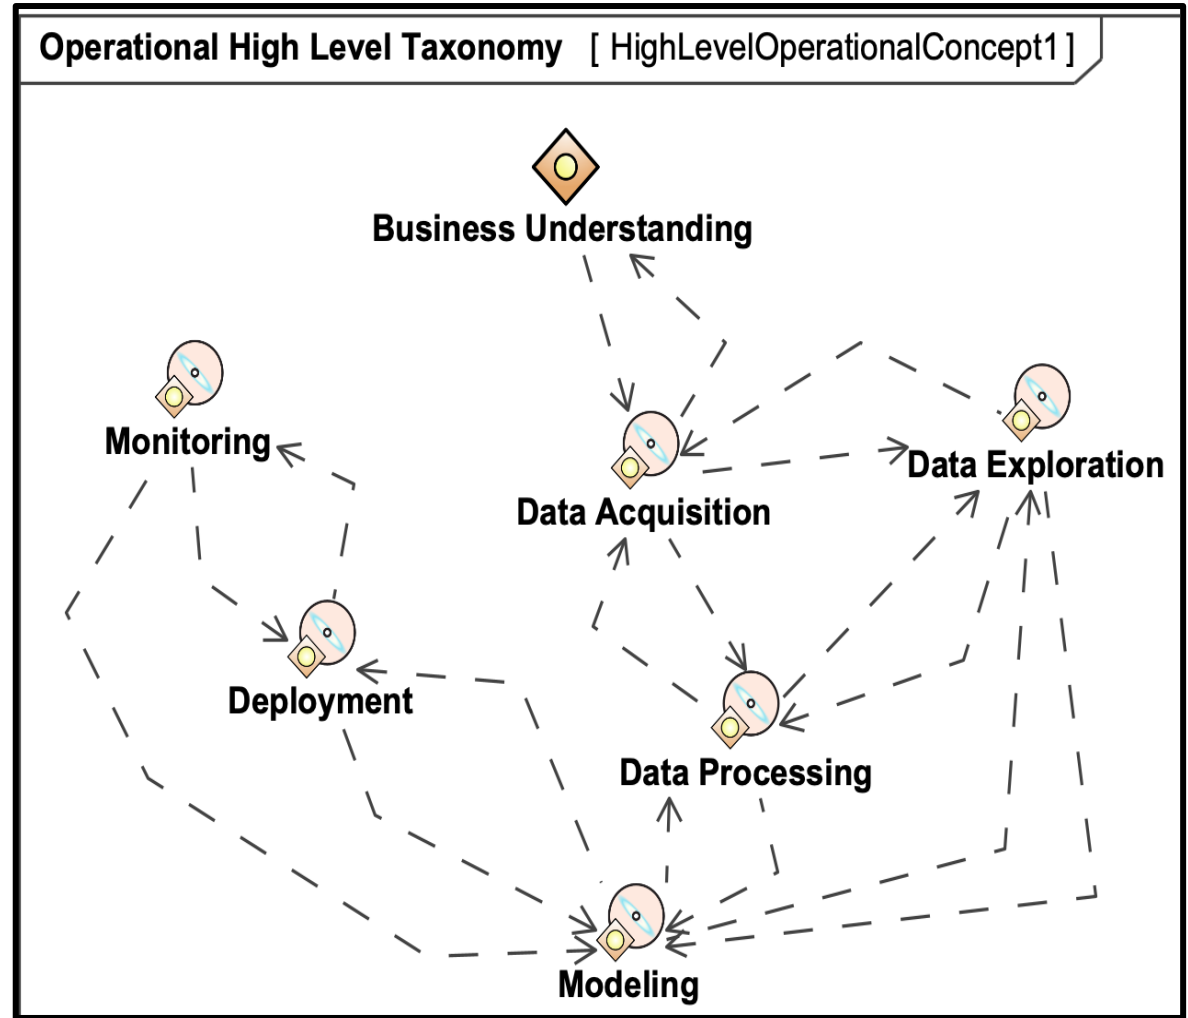 Operational High Level Taxonomy [ HighLevelOperationalConcept1 ]
Business Understanding
Monitoring
Data Exploration
Data Acquisition
Deployment
Data Processing
Modeling